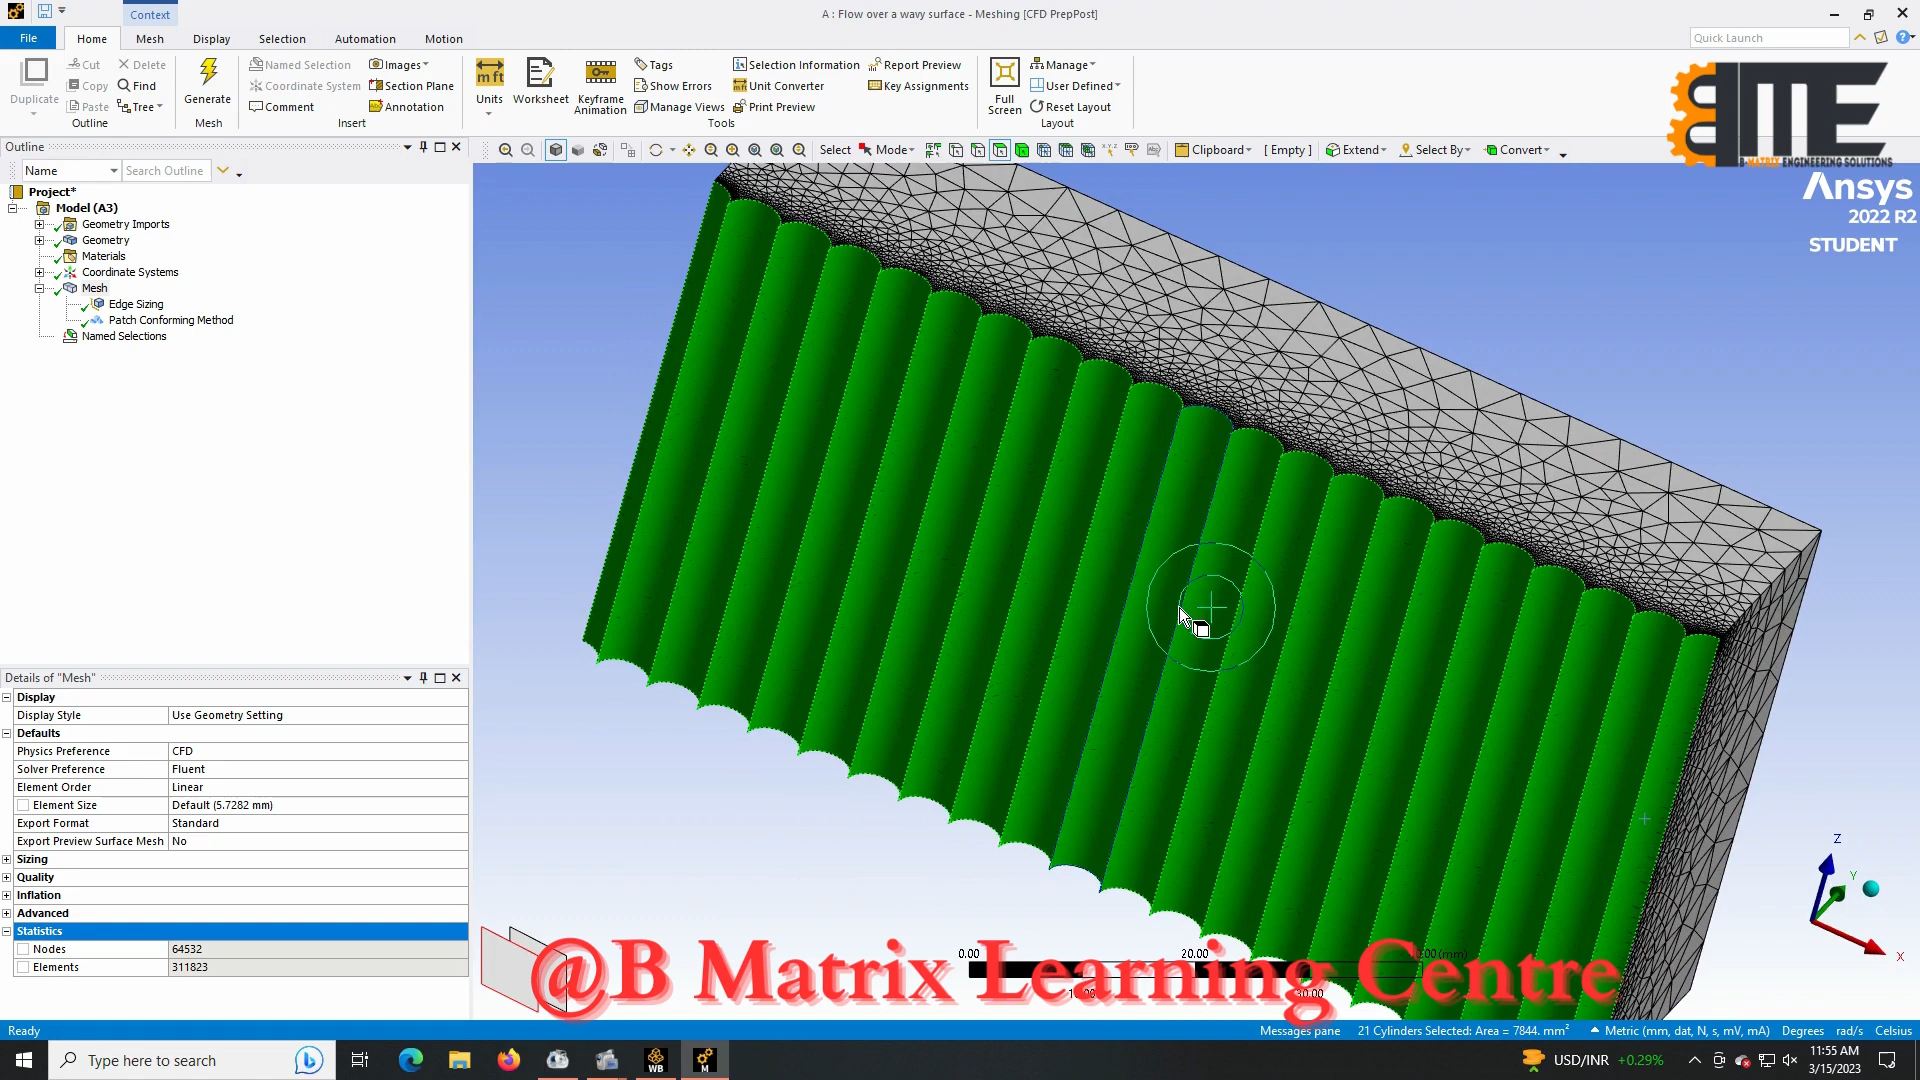 Context
A : Flow over a wavy surface - Meshing [CFD PrepPost]
File Home Mesh Display Selection Automation Motion
Quick Launch
Duplicate
Cut Delete
Copy Find
Paste Tree
Outline
Generate
Mesh
Named Selection Images
Coordinate System Section Plane
Comment Annotation
Insert
Units
Worksheet
Keyframe
Animation
Tags
Show Errors
Manage Views
Selection Information
Unit Converter
Print Preview
Report Preview
Key Assignments
Tools
Full
Screen
Manage
User Defined
Reset Layout
Layout
BME
B-MATRIX ENGINEERING SOLUTIONS
Outline
Select Mode Clipboard [ Empty ] Extend Select By Convert
Name Search Outline
Project*
Model (A3)
Geometry Imports
Geometry
Materials
Coordinate Systems
Mesh
Edge Sizing
Patch Conforming Method
Named Selections
Ansys
2022 R2
STUDENT
Details of "Mesh"
Display
Display Style Use Geometry Setting
Defaults
Physics Preference CFD
Solver Preference Fluent
Element Order Linear
Element Size Default (5.7282 mm)
Export Format Standard
Export Preview Surface Mesh No
Sizing
Quality
Inflation
Advanced
Statistics
Nodes 64532
Elements 311823
Z
Y
X
0.00 20.00 (mm)
@B Matrix Learning Centre
Ready
Messages pane 21 Cylinders Selected: Area = 7844. mm² Metric (mm, dat, N, s, mV, mA) Degrees rad/s Celsius
Type here to search
WB
M
USD/INR +0.29%
11:55 AM
3/15/2023